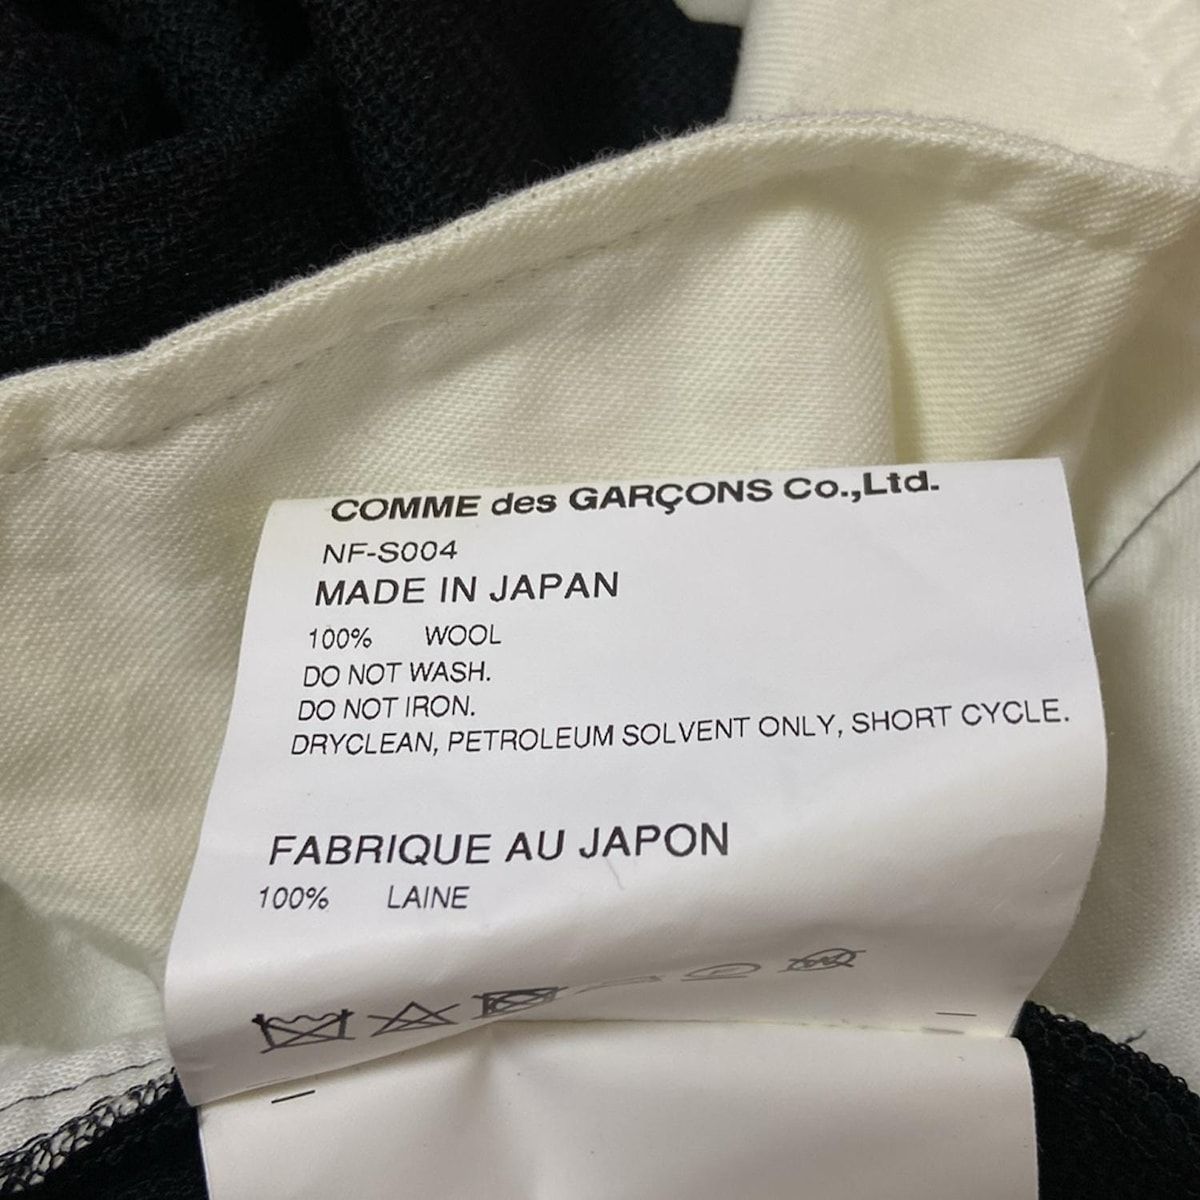 COMME des GARÇONS Co.,Ltd.
NF-S004
MADE IN JAPAN
100% WOOL
DO NOT WASH.
DO NOT IRON.
DRYCLEAN, PETROLEUM SOLVENT ONLY, SHORT CYCLE.
FABRIQUE AU JAPON
100% LAINE